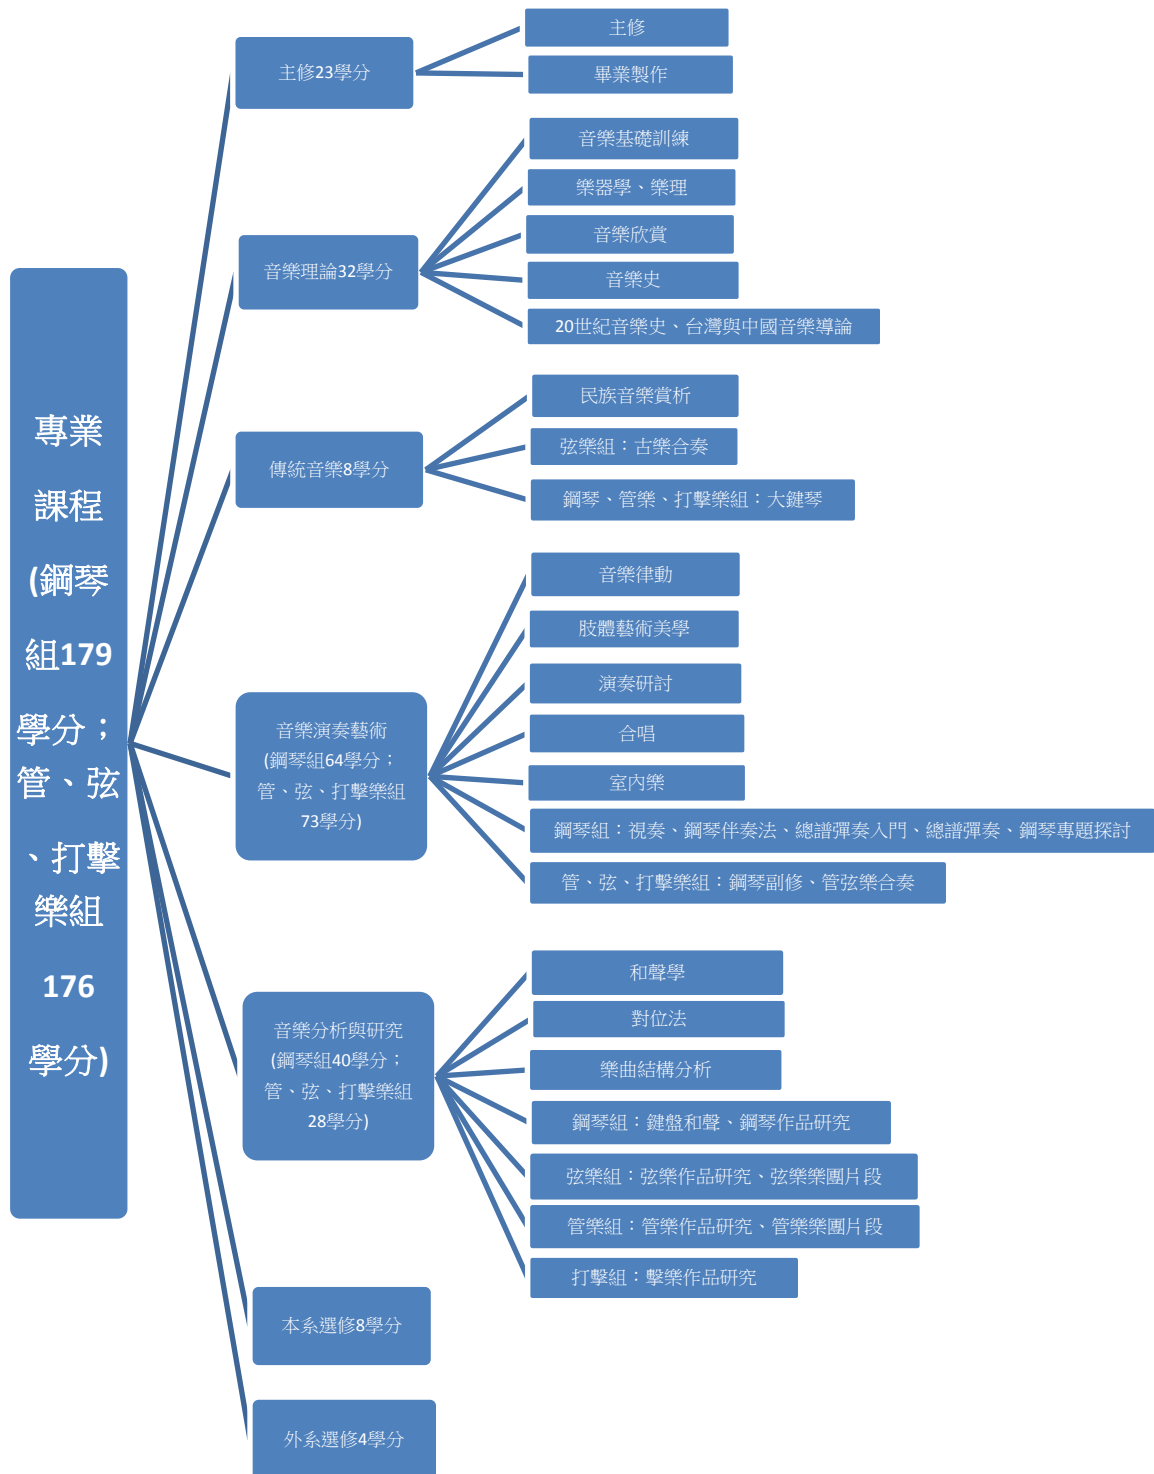 專業
課程
(鋼琴
組179
學分；
管、弦
、打擊
樂組
176
學分)
主修23學分
主修
畢業製作
音樂理論32學分
音樂基礎訓練
樂器學、樂理
音樂欣賞
音樂史
20世紀音樂史、台灣與中國音樂導論
傳統音樂8學分
民族音樂賞析
弦樂組：古樂合奏
鋼琴、管樂、打擊樂組：大鍵琴
音樂演奏藝術
(鋼琴組64學分；
管、弦、打擊樂組
73學分)
音樂律動
肢體藝術美學
演奏研討
合唱
室內樂
鋼琴組：視奏、鋼琴伴奏法、總譜彈奏入門、總譜彈奏、鋼琴專題探討
管、弦、打擊樂組：鋼琴副修、管弦樂合奏
音樂分析與研究
(鋼琴組40學分；
管、弦、打擊樂組
28學分)
和聲學
對位法
樂曲結構分析
鋼琴組：鍵盤和聲、鋼琴作品研究
弦樂組：弦樂作品研究、弦樂樂團片段
管樂組：管樂作品研究、管樂樂團片段
打擊組：擊樂作品研究
本系選修8學分
外系選修4學分